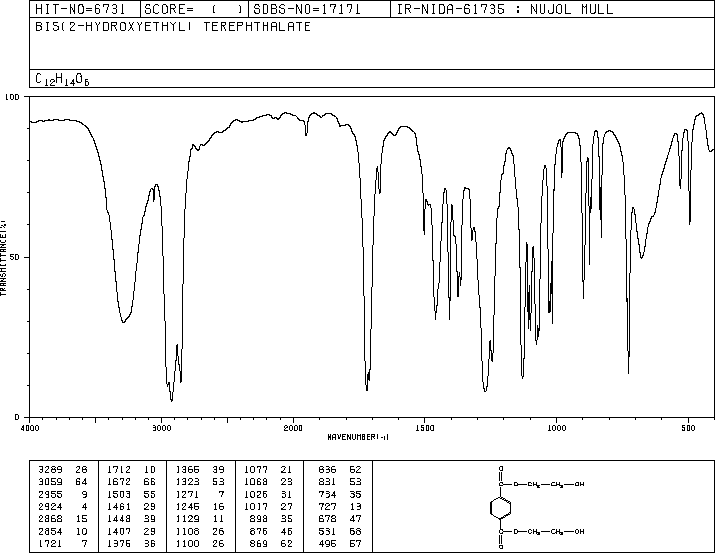 HIT-NO=6731 SCORE= ( ) SDBS-NO=17171 IR-NIDA-61735 : NUJOL MULL
BIS(2-HYDROXYETHYL) TEREPHTHALATE
C12H14O6
100
50
0
TRANSMITTANCE(%)
4000 3000 2000 1500 1000 500
WAVENUMBER(-1)
3289 28 1712 10 1366 39 1077 21 836 52
3059 64 1672 66 1323 53 1068 23 831 53
2955 9 1503 55 1271 7 1026 31 734 35
2924 4 1461 29 1245 16 1017 27 727 13
2868 15 1448 39 1129 11 898 35 678 47
2854 10 1407 29 1108 26 876 46 531 68
1721 7 1376 36 1100 26 869 62 495 57
O
C—O—CH2—CH2—OH
C—O—CH2—CH2—OH
O